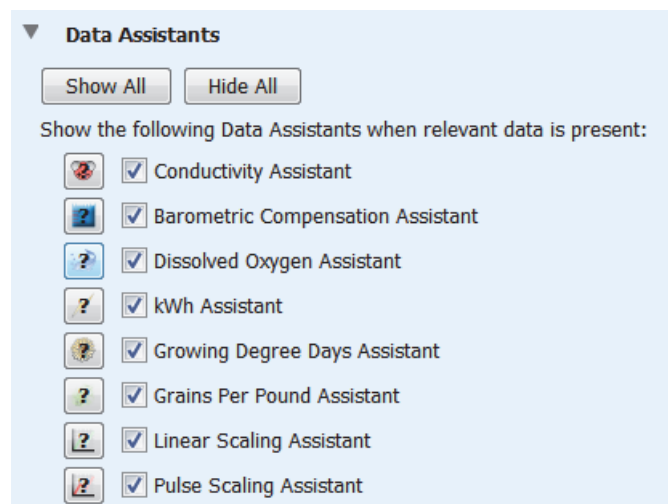 Data Assistants
Show All Hide All
Show the following Data Assistants when relevant data is present:
? Conductivity Assistant
? Barometric Compensation Assistant
? Dissolved Oxygen Assistant
? kWh Assistant
? Growing Degree Days Assistant
? Grains Per Pound Assistant
? Linear Scaling Assistant
? Pulse Scaling Assistant